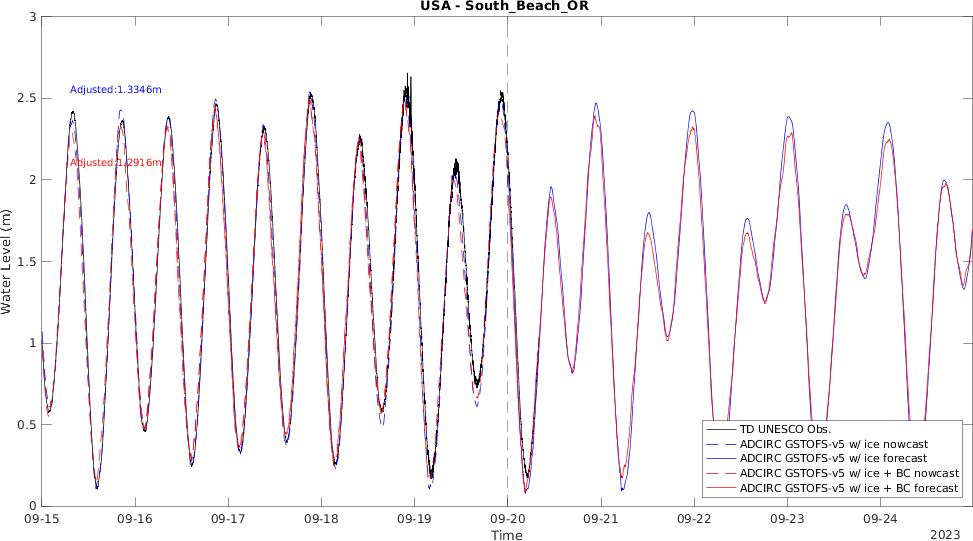 USA - South_Beach_OR
3
2.5
2
1.5
1
0.5
0
Water Level (m)
Adjusted:1.3346m
Adjusted:1.2916m
TD UNESCO Obs.
ADCIRC GSTOFS-v5 w/ ice nowcast
ADCIRC GSTOFS-v5 w/ ice forecast
ADCIRC GSTOFS-v5 w/ ice + BC nowcast
ADCIRC GSTOFS-v5 w/ ice + BC forecast
09-15 09-16 09-17 09-18 09-19 09-20 09-21 09-22 09-23 09-24
Time
2023